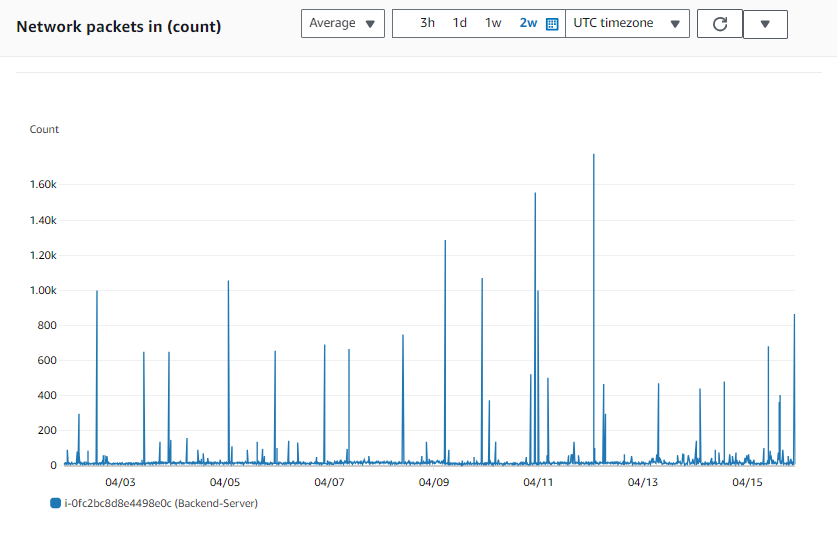 Network packets in (count)
Average 3h 1d 1w 2w UTC timezone
Count
1.60k
1.40k
1.20k
1.00k
800
600
400
200
0
04/03 04/05 04/07 04/09 04/11 04/13 04/15
i-0fc2bc8d8e4498e0c (Backend-Server)